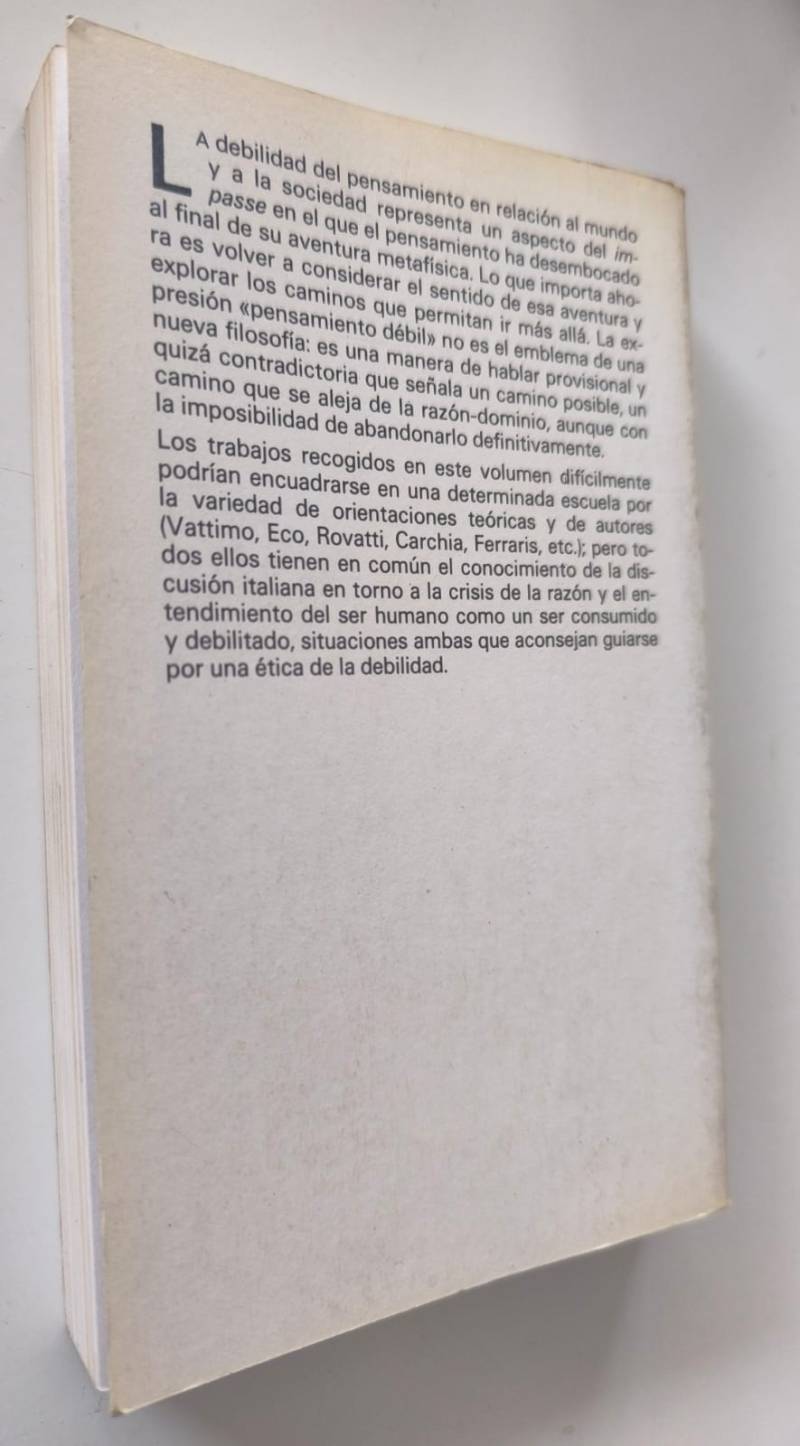 LA debilidad del pensamiento en relación al mundo
y a la sociedad representa un aspecto del im-
passe en el que el pensamiento ha desembocado
al final de su aventura metafísica. Lo que importa aho-
ra es volver a considerar el sentido de esa aventura y
explorar los caminos que permitan ir más allá. La ex-
presión «pensamiento débil» no es el emblema de una
nueva filosofía: es una manera de hablar provisional y
quizá contradictoria que señala un camino posible, un
camino que se aleja de la razón-dominio, aunque con
la imposibilidad de abandonarlo definitivamente.
Los trabajos recogidos en este volumen difícilmente
podrían encuadrarse en una determinada escuela por
la variedad de orientaciones teóricas y de autores
(Vattimo, Eco, Rovatti, Carchia, Ferraris, etc.); pero to-
dos ellos tienen en común el conocimiento de la dis-
cusión italiana en torno a la crisis de la razón y el en-
tendimiento del ser humano como un ser consumido
y debilitado, situaciones ambas que aconsejan guiarse
por una ética de la debilidad.